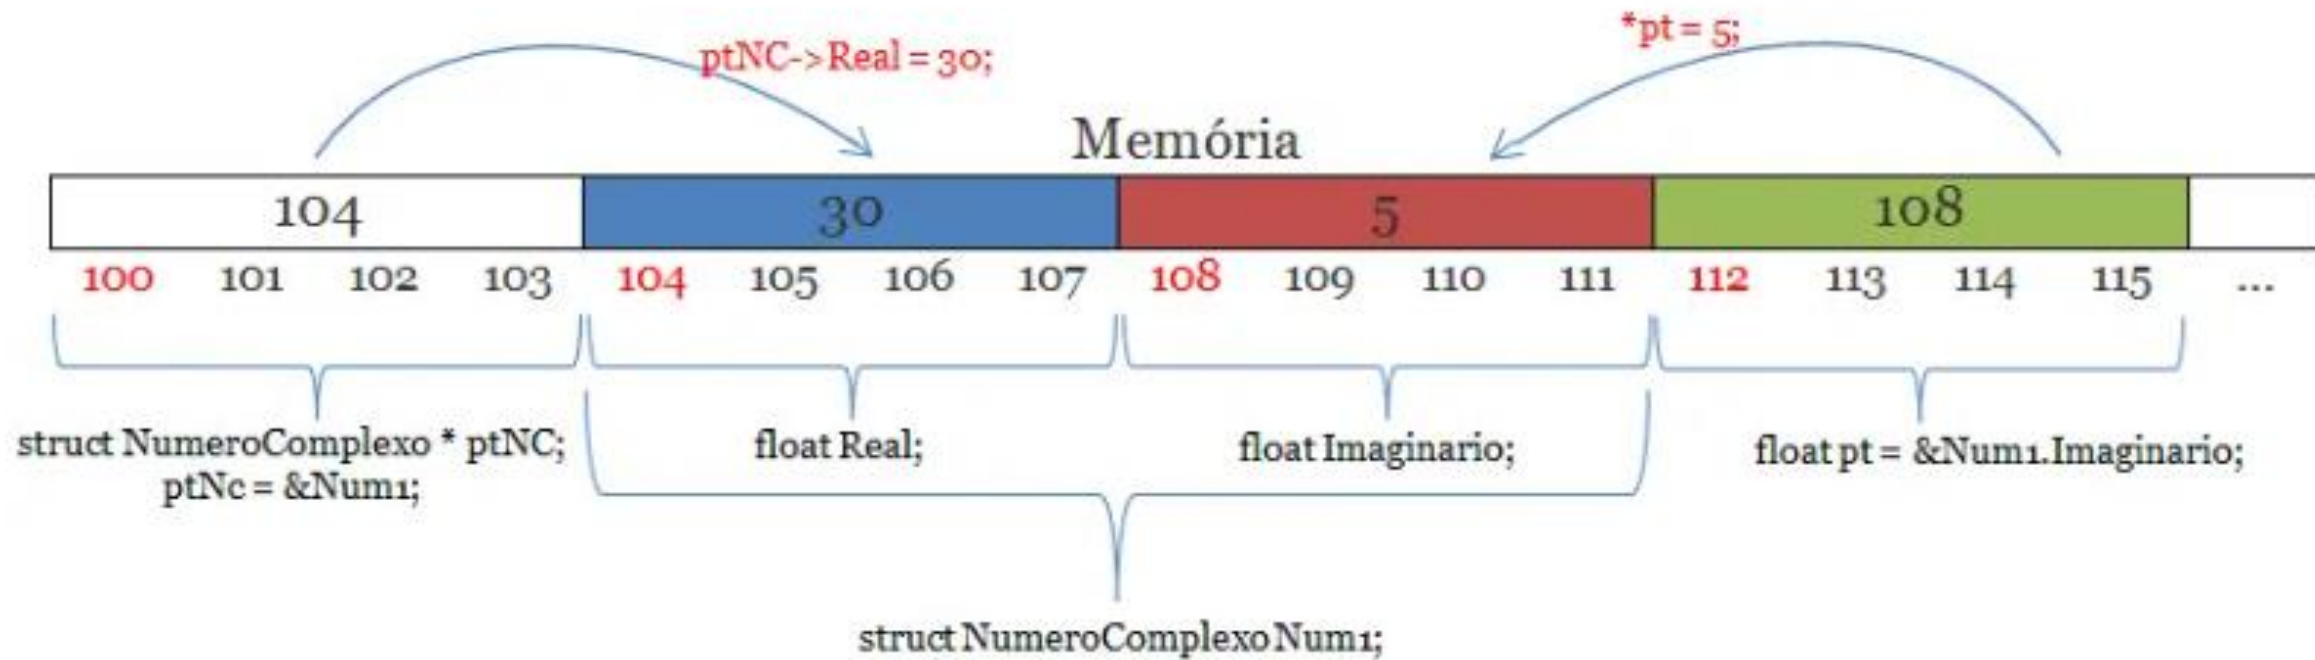 ptNC->Real = 30;
*pt = 5;
Memória
104 30 5 108
100 101 102 103 104 105 106 107 108 109 110 111 112 113 114 115 ...
struct NumeroComplexo * ptNC;
ptNc = &Num1;
float Real;
float Imaginario;
float pt = &Num1.Imaginario;
struct NumeroComplexo Num1;